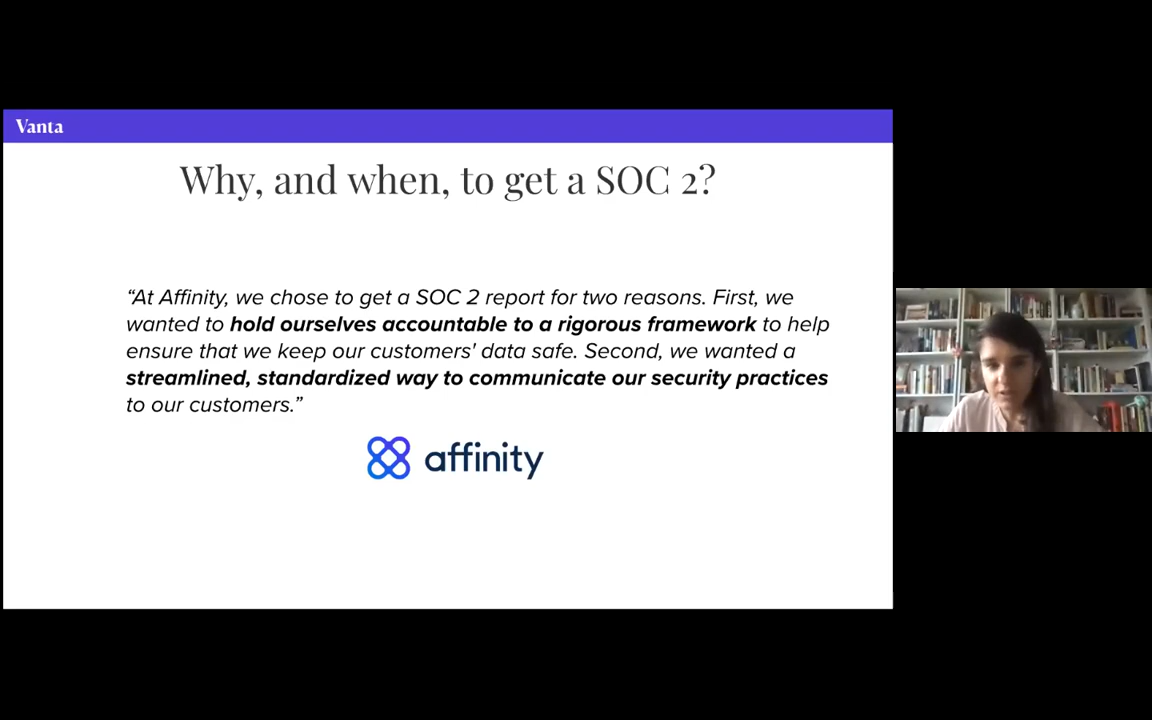 Vanta
Why, and when, to get a SOC 2?
“At Affinity, we chose to get a SOC 2 report for two reasons. First, we
wanted to hold ourselves accountable to a rigorous framework to help
ensure that we keep our customers' data safe. Second, we wanted a
streamlined, standardized way to communicate our security practices
to our customers.”
affinity